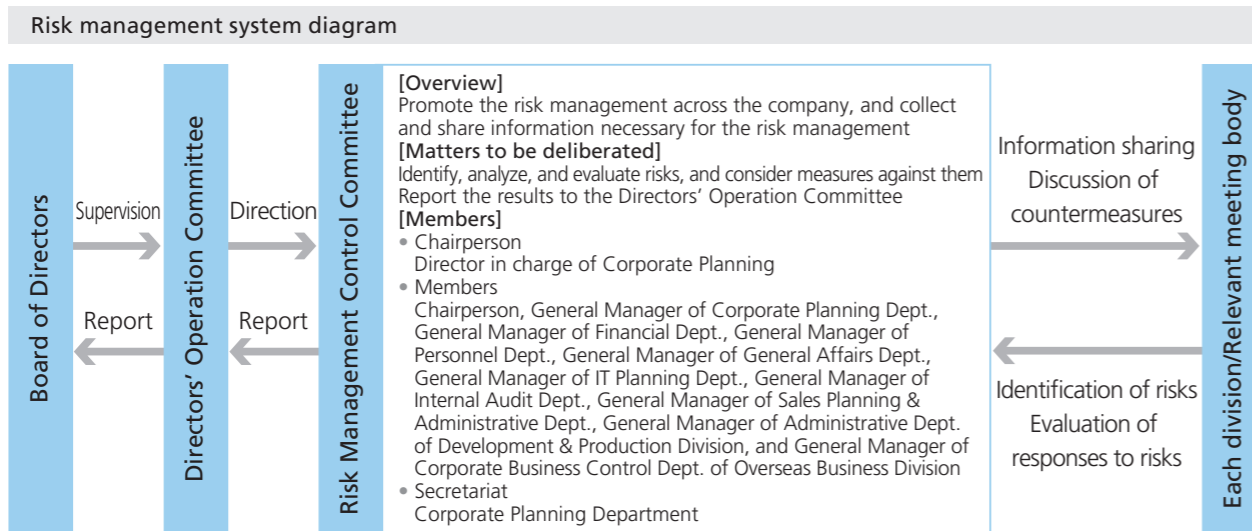 Risk management system diagram
Board of Directors
Supervision
Report
Directors' Operation Committee
Direction
Report
Risk Management Control Committee
[Overview]
Promote the risk management across the company, and collect
and share information necessary for the risk management
[Matters to be deliberated]
Identify, analyze, and evaluate risks, and consider measures against them
Report the results to the Directors' Operation Committee
[Members]
• Chairperson
Director in charge of Corporate Planning
• Members
Chairperson, General Manager of Corporate Planning Dept.,
General Manager of Financial Dept., General Manager of
Personnel Dept., General Manager of General Affairs Dept.,
General Manager of IT Planning Dept., General Manager of
Internal Audit Dept., General Manager of Sales Planning &
Administrative Dept., General Manager of Administrative Dept.
of Development & Production Division, and General Manager of
Corporate Business Control Dept. of Overseas Business Division
• Secretariat
Corporate Planning Department
Information sharing
Discussion of
countermeasures
Identification of risks
Evaluation of
responses to risks
Each division/Relevant meeting body